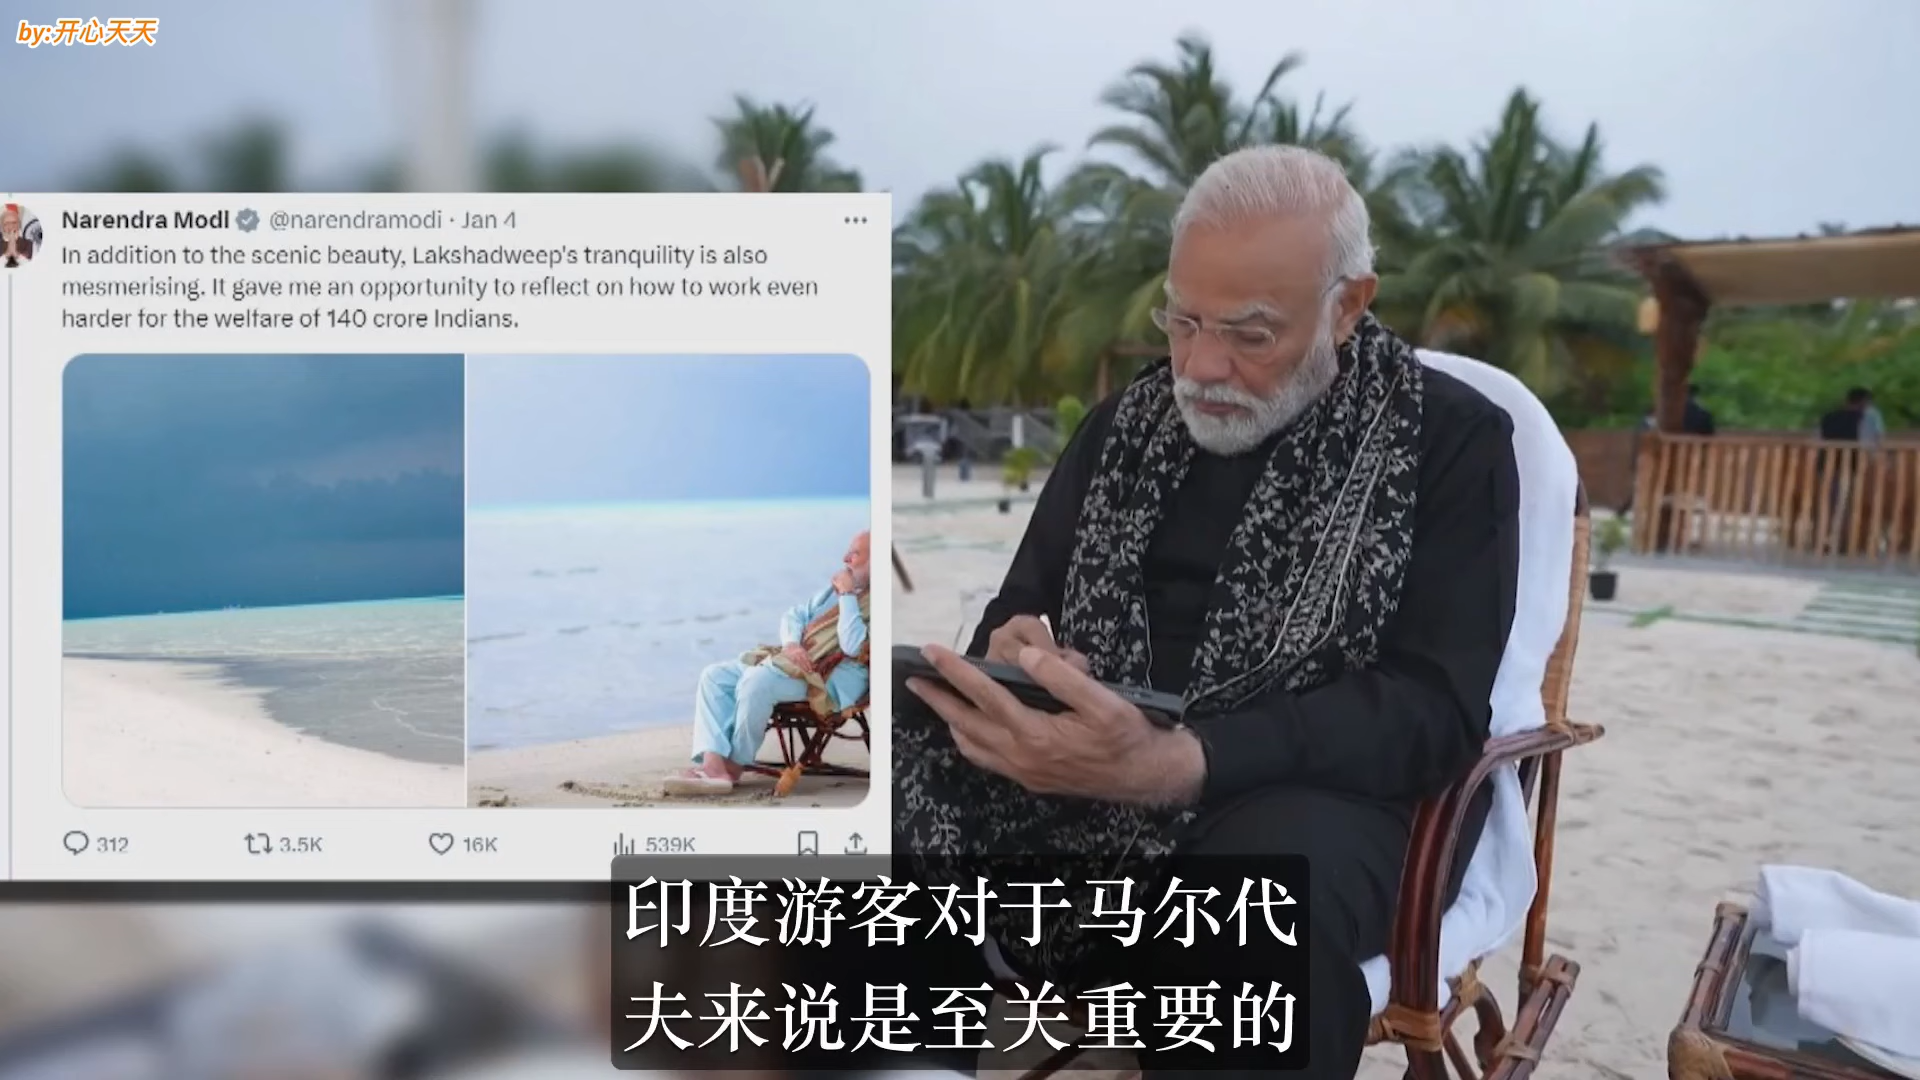 by:开心天天
Narendra Modi @narendramodi · Jan 4
In addition to the scenic beauty, Lakshadweep's tranquility is also
mesmerising. It gave me an opportunity to reflect on how to work even
harder for the welfare of 140 crore Indians.
312 3.5K 16K 539K
印度游客对于马尔代
夫来说是至关重要的